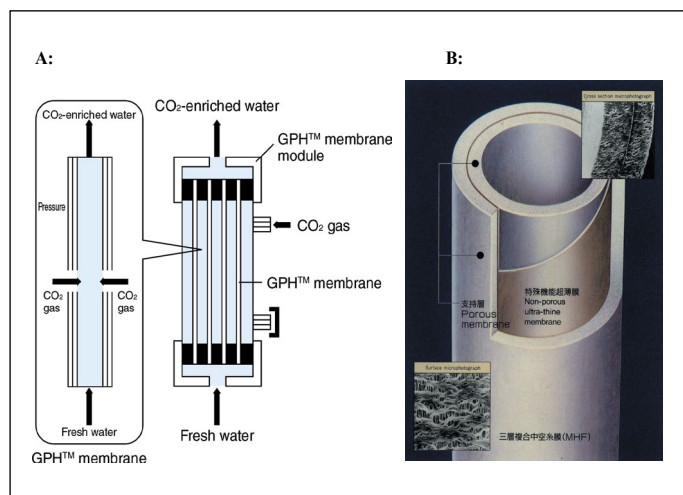 A:
B:
CO₂-enriched water
CO₂-enriched water
GPH™ membrane
module
Pressure
CO₂ gas
CO₂
gas
CO₂
gas
GPH™ membrane
Fresh water
Fresh water
GPH™ membrane
Cross section microphotograph
支持層
Porous
membrane
特殊機能超薄膜
Non-porous
ultra-thine
membrane
Surface microphotograph
三層複合中空糸膜(MHF)